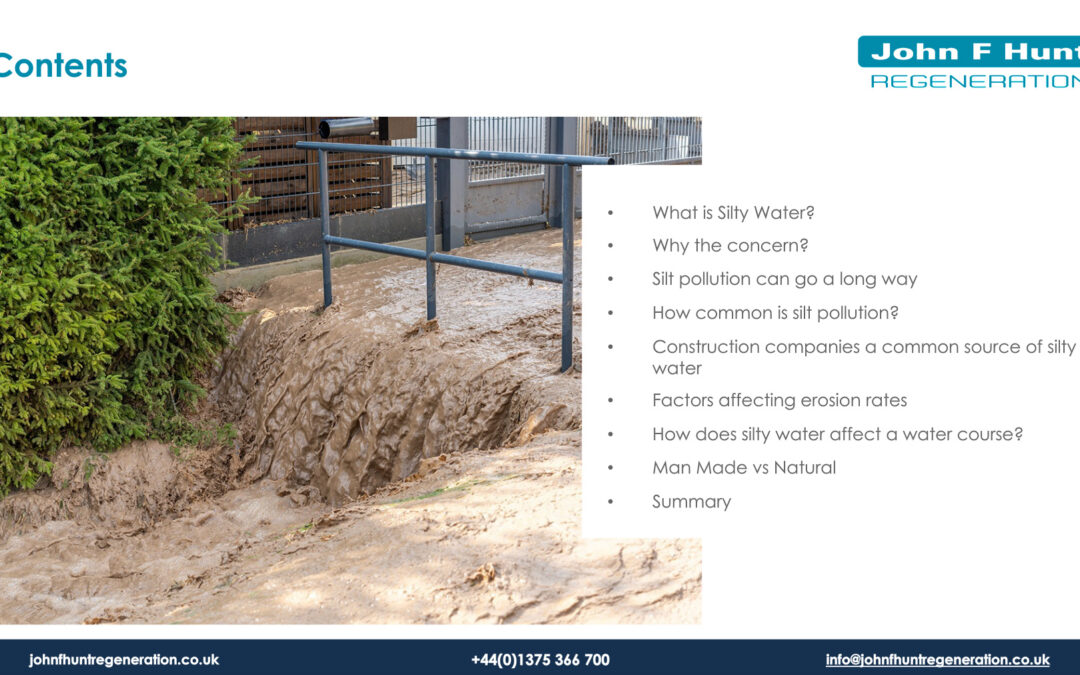 Contents
John F Hunt
REGENERATION
• What is Silty Water?
• Why the concern?
• Silt pollution can go a long way
• How common is silt pollution?
• Construction companies a common source of silty
water
• Factors affecting erosion rates
• How does silty water affect a water course?
• Man Made vs Natural
• Summary
johnfhuntregeneration.co.uk
+44(0)1375 366 700
info@johnfhuntregeneration.co.uk